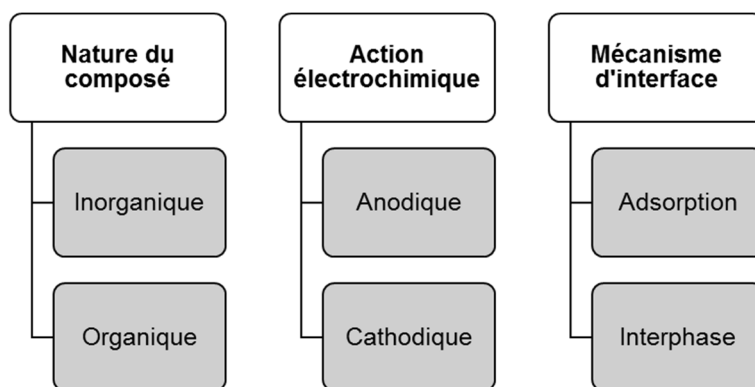 Nature du
composé
Inorganique
Organique
Action
électrochimique
Anodique
Cathodique
Mécanisme
d'interface
Adsorption
Interphase